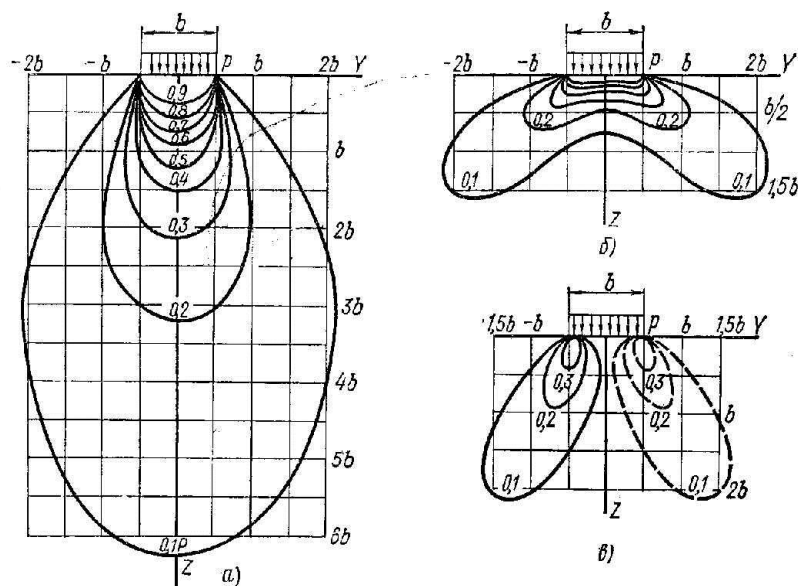 а)
b
-2b -b P b 2b Y
0,9
0,8
0,7
0,6
0,5
0,4
0,3
0,2
0,1P
b
2b
3b
4b
5b
6b
Z
б)
b
-2b -b P b 2b Y
b/2
0,2 0,2
0,1 0,1
1,5b
Z
в)
b
-1,5b -b P b 1,5b Y
0,3 0,3
0,2 0,2
b
0,1 0,1
2b
Z